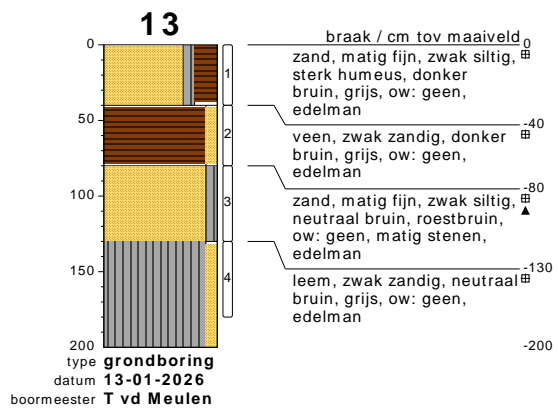 13
braak / cm tov maaiveld
0
0
zand, matig fijn, zwak siltig,
sterk humeus, donker
bruin, grijs, ow: geen,
edelman
1
50
-40
veen, zwak zandig, donker
bruin, grijs, ow: geen,
edelman
2
-80
zand, matig fijn, zwak siltig,
neutraal bruin, roestbruin,
ow: geen, matig stenen,
edelman
100
3
-130
leem, zwak zandig, neutraal
bruin, grijs, ow: geen,
edelman
150
4
200
-200
type grondboring
datum 13-01-2026
boormeester T vd Meulen